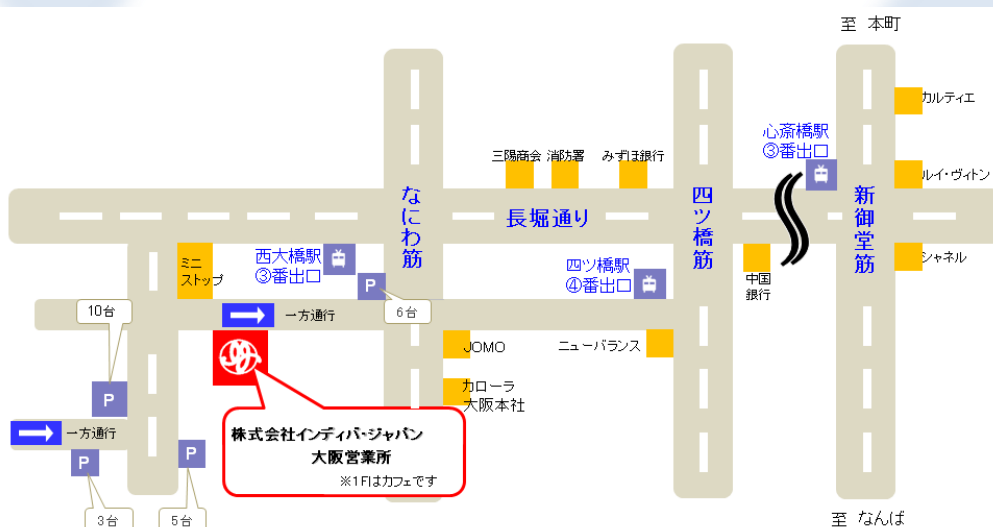 至 本町
カルティエ
心斎橋駅
③番出口
三陽商会
消防署
みずほ銀行
ルイ・ヴィトン
なにわ筋
長堀通り
四ツ橋筋
新御堂筋
ミニ
ストップ
西大橋駅
③番出口
P
6台
四ツ橋駅
④番出口
中国
銀行
シャネル
10台
一方通行
JOMO
ニューバランス
カローラ
大阪本社
P
一方通行
P
3台
P
5台
株式会社インディバ・ジャパン
大阪営業所
※1Fはカフェです
至 なんば